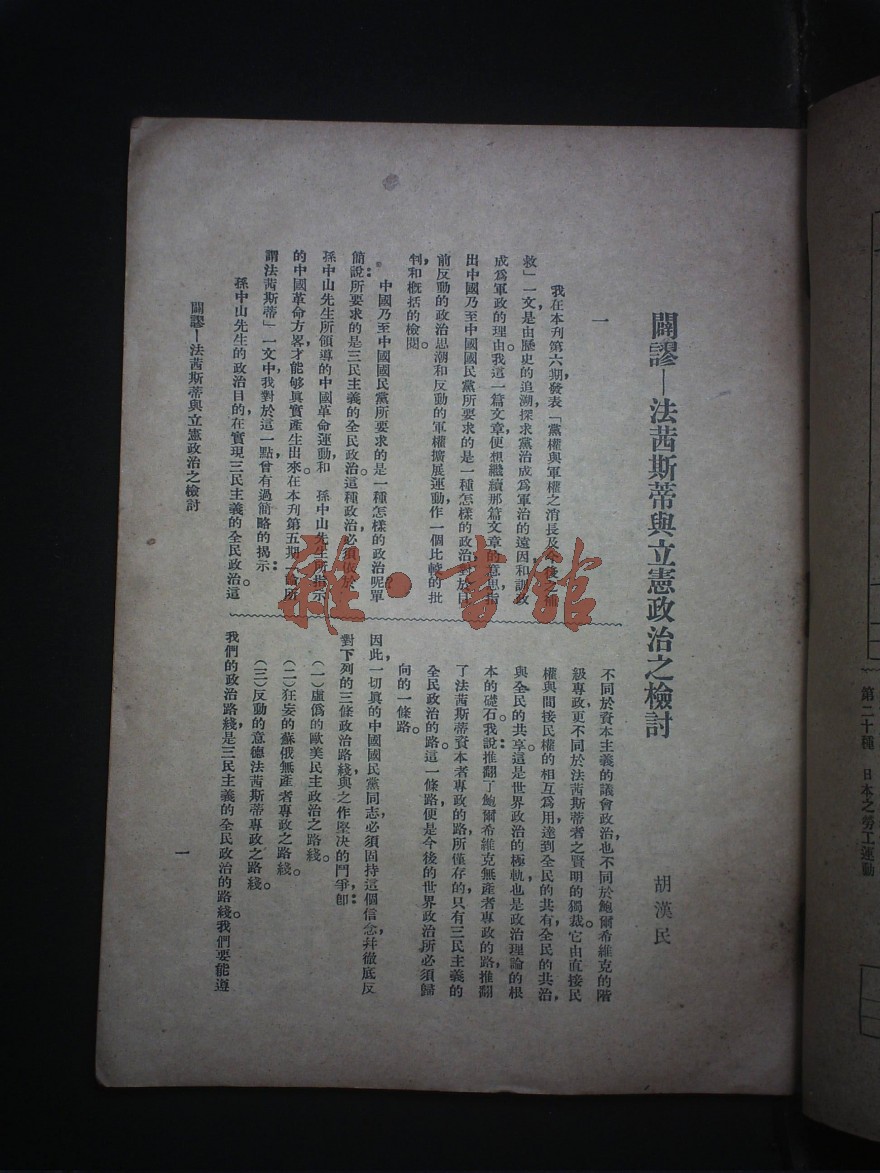 闢謬—法茜斯蒂與立憲政治之檢討
胡漢民
一
我在本刊第六期，發表「黨權與軍權之消長及今後之補
救」一文，是由歷史的追溯，探求黨治成爲軍治的遠因和訓政
成爲軍政的理由。我這一篇文章，便想繼續那篇文章的意思，指
出中國乃至中國國民黨所要求的是一種怎樣的政治，對於目
前反動的政治思潮和反動的軍權擴展運動，作一個比較的批
判和概括的檢閱。
中國乃至中國國民黨所要求的是一種怎樣的政治呢？單
簡說：所要求的是三民主義的全民政治。這種政治，必須依於
孫中山先生所領導的中國革命運動和　孫中山先生所指示
的中國革命方畧，才能够眞實產生出來。在本刊第五期「論所
謂法茜斯蒂」一文中，我對於這一點，曾有過簡略的揭示：
孫中山先生的政治目的，在實現三民主義的全民政治。這
不同於資本主義的議會政治，也不同於鮑爾希維克的階
級專政，更不同於法茜斯蒂者之賢明的獨裁。它由直接民
權與間接民權的相互爲用，達到全民的共有，全民的共治，
與全民的共享。這是世界政治的極軌，也是政治理論的根
本的礎石。我說：推翻了鮑爾希維克無產者專政的路，推翻
了法茜斯蒂資本者專政的路，所僅存的，只有三民主義的
全民政治的路。這一條路，便是今後的世界政治所必須歸
向的一條路。
因此，一切眞的中國國民黨同志，必須固持這個信念，幷徹底反
對下列的三條政治路綫，與之作堅決的鬥爭，卽：
（一）虛僞的歐美民主政治之路綫。
（二）狂妄的蘇俄無產者專政之路綫。
（三）反動的意德法茜斯蒂專政之路綫。
我們的政治路綫，是三民主義的全民政治的路綫。我們要能遵
闢謬—法茜斯蒂與立憲政治之檢討
一
第二十種　日本之勞工運動
雜·書館